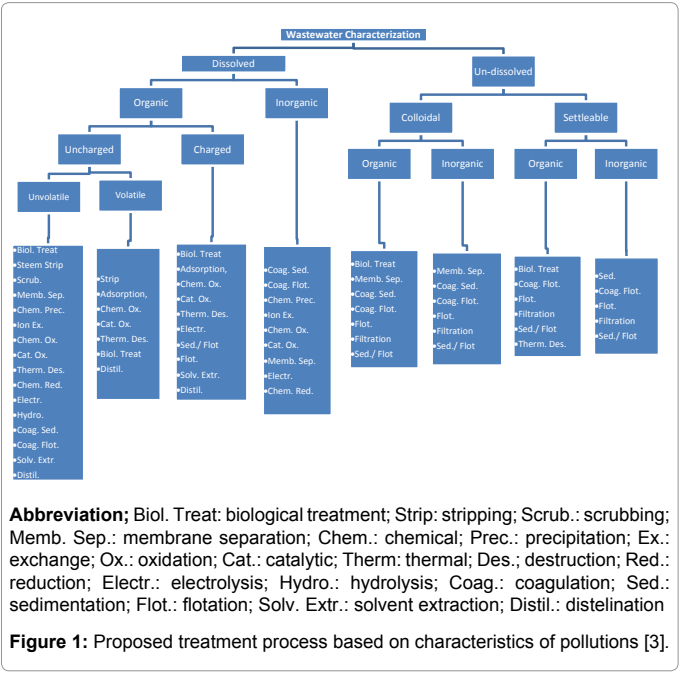 Wastewater Characterization
Dissolved
Un-dissolved
Organic
Inorganic
Colloidal
Settleable
Uncharged
Charged
Organic
Inorganic
Organic
Inorganic
Unvolatile
Volatile
•Biol. Treat
•Steem Strip
•Scrub.
•Memb. Sep.
•Chem. Prec.
•Ion Ex.
•Chem. Ox.
•Cat. Ox.
•Therm. Des.
•Chem. Red.
•Electr.
•Hydro.
•Coag. Sed.
•Coag. Flot.
•Solv. Extr.
•Distil.
•Strip
•Adsorption,
•Chem. Ox.
•Cat. Ox.
•Therm. Des.
•Biol. Treat
•Distil.
•Biol. Treat
•Adsorption,
•Chem. Ox.
•Cat. Ox.
•Therm. Des.
•Electr.
•Sed./ Flot
•Flot.
•Solv. Extr.
•Distil.
•Coag. Sed.
•Coag. Flot.
•Chem. Prec.
•Ion Ex.
•Chem. Ox.
•Cat. Ox.
•Memb. Sep.
•Electr.
•Chem. Red.
•Biol. Treat
•Memb. Sep.
•Coag. Sed.
•Coag. Flot.
•Flot.
•Filtration
•Sed./ Flot
•Memb. Sep.
•Coag. Sed.
•Coag. Flot.
•Flot.
•Filtration
•Sed./ Flot
•Biol. Treat
•Coag. Flot.
•Flot.
•Filtration
•Sed./ Flot
•Therm. Des.
•Sed.
•Coag. Flot.
•Flot.
•Filtration
•Sed./ Flot
Abbreviation; Biol. Treat: biological treatment; Strip: stripping; Scrub.: scrubbing;
Memb. Sep.: membrane separation; Chem.: chemical; Prec.: precipitation; Ex.:
exchange; Ox.: oxidation; Cat.: catalytic; Therm: thermal; Des.; destruction; Red.:
reduction; Electr.: electrolysis; Hydro.: hydrolysis; Coag.: coagulation; Sed.:
sedimentation; Flot.: flotation; Solv. Extr.: solvent extraction; Distil.: distelination
Figure 1: Proposed treatment process based on characteristics of pollutions [3].